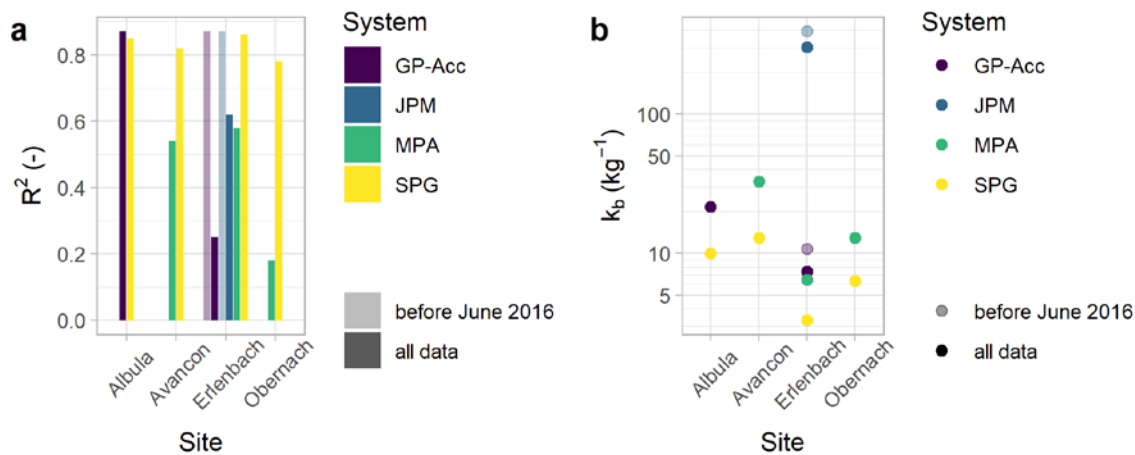 a
System
GP-Acc
JPM
MPA
SPG
before June 2016
all data
R² (-)
0.8
0.6
0.4
0.2
0.0
Albula
Avancon
Erlenbach
Obernach
Site
b
System
GP-Acc
JPM
MPA
SPG
before June 2016
all data
k_b (kg⁻¹)
100
50
10
5
Albula
Avancon
Erlenbach
Obernach
Site